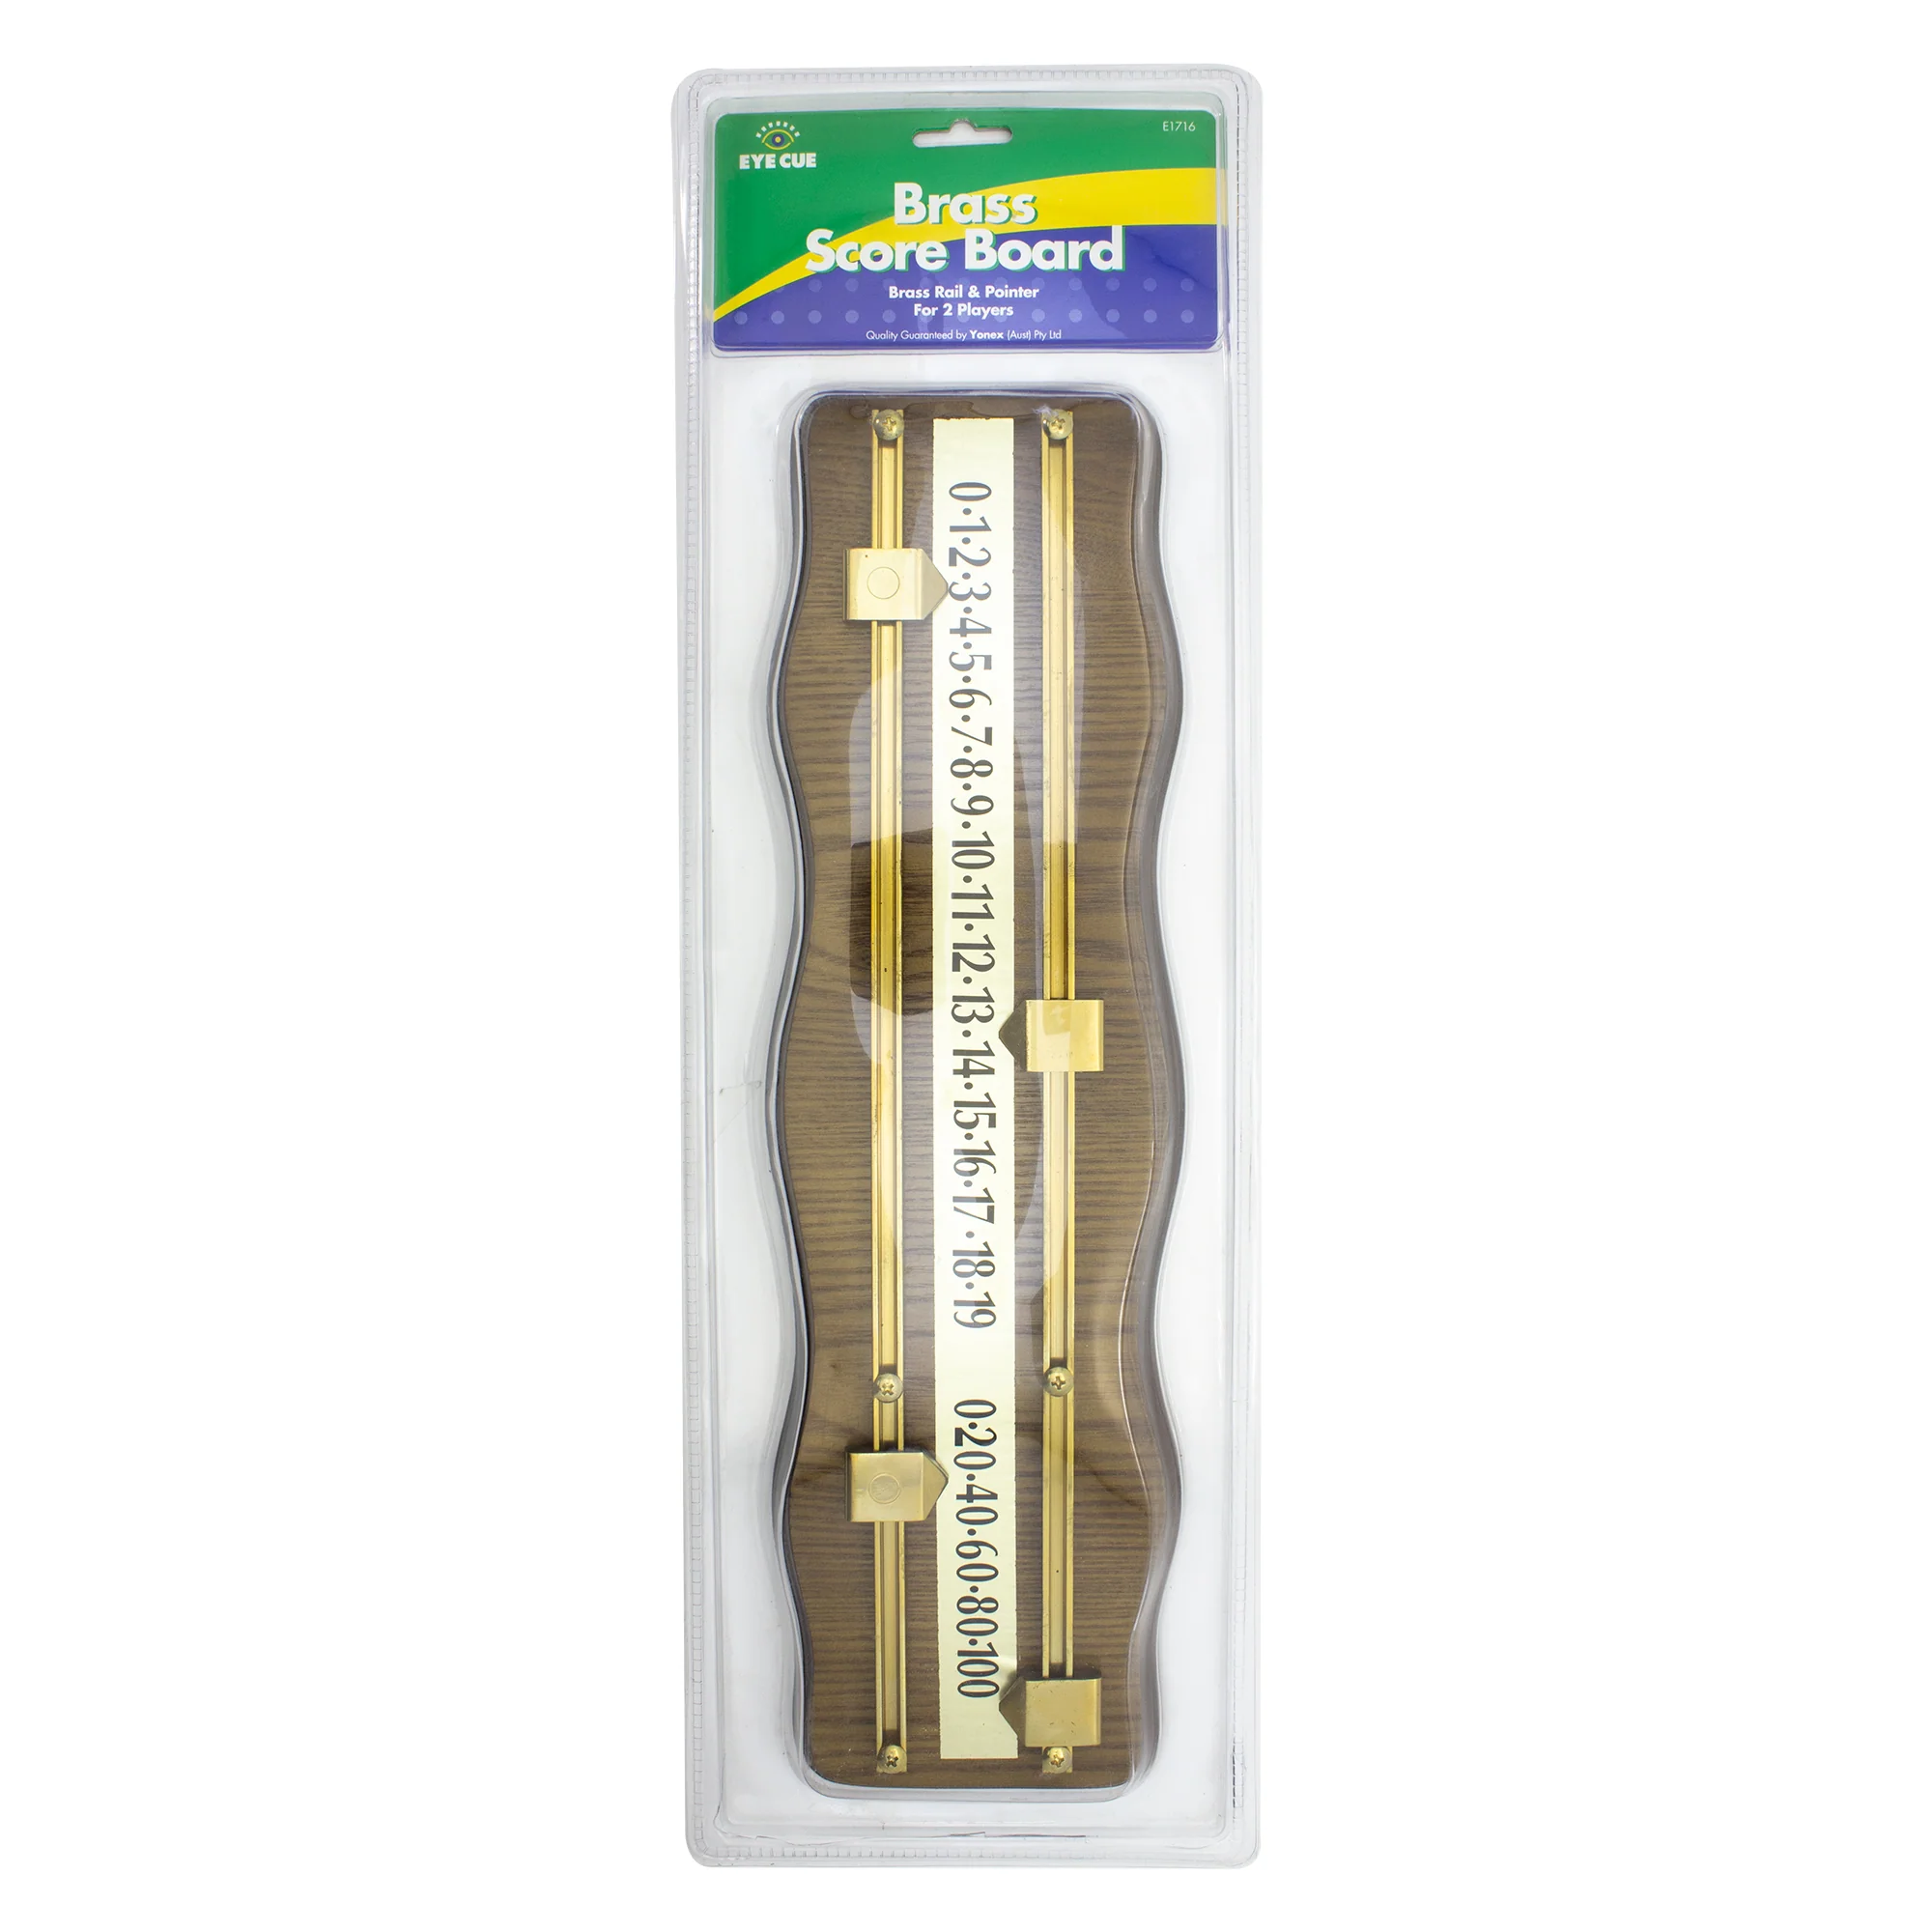 EYE CUE
E1716
Brass
Score Board
Brass Rail & Pointer
For 2 Players
Quality Guaranteed by Yonex (Aust) Pty Ltd
0·1·2·3·4·5·6·7·8·9·10·11·12·13·14·15·16·17·18·19 0·20·40·60·80·100